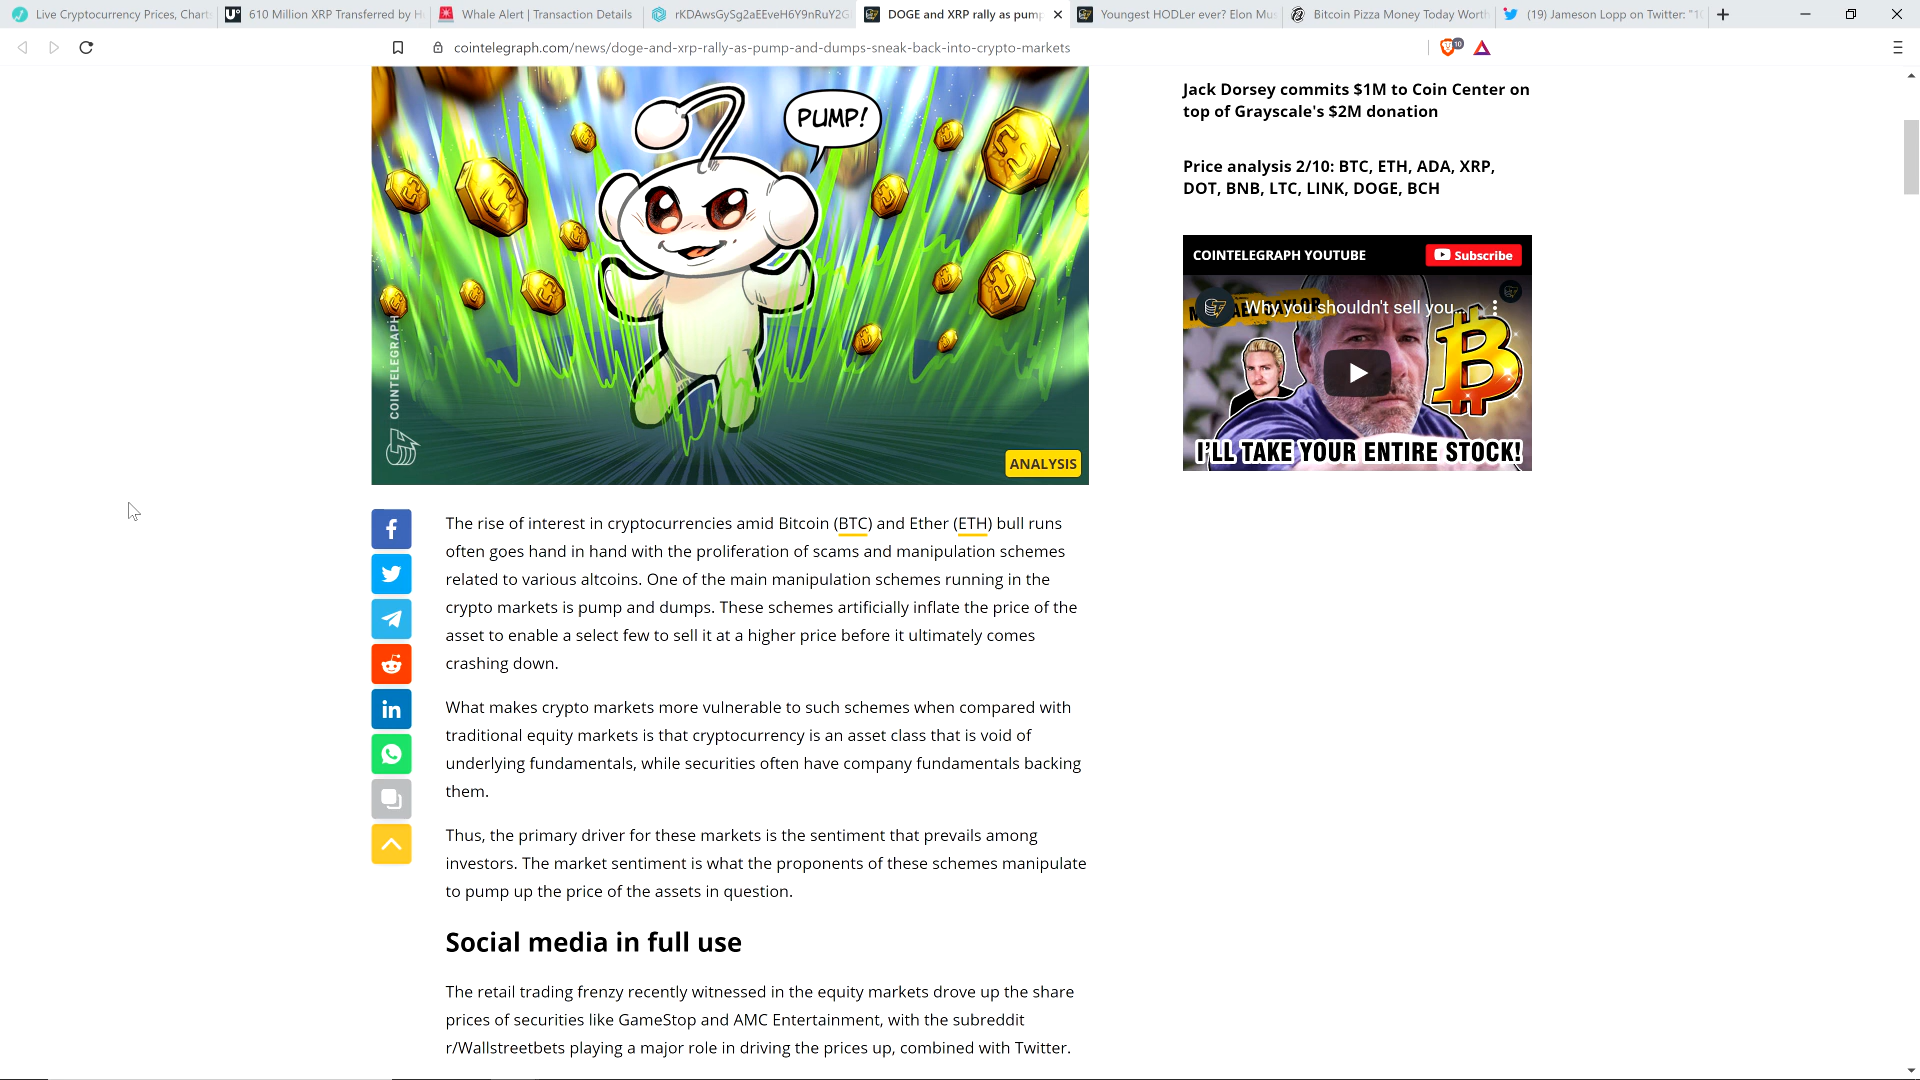 Live Cryptocurrency Prices, Chart
610 Million XRP Transferred by H
Whale Alert | Transaction Details
rKDAwsGySg2aEEveH6Y9nRuY2G
DOGE and XRP rally as pump
Youngest HODLer ever? Elon Mus
Bitcoin Pizza Money Today Worth
(19) Jameson Lopp on Twitter: "10
cointelegraph.com/news/doge-and-xrp-rally-as-pump-and-dumps-sneak-back-into-crypto-markets
10
PUMP!
COINTELEGRAPH
ANALYSIS
Jack Dorsey commits $1M to Coin Center on
top of Grayscale's $2M donation
Price analysis 2/10: BTC, ETH, ADA, XRP,
DOT, BNB, LTC, LINK, DOGE, BCH
COINTELEGRAPH YOUTUBE
Subscribe
Why you shouldn't sell you...
I'LL TAKE YOUR ENTIRE STOCK!
The rise of interest in cryptocurrencies amid Bitcoin (BTC) and Ether (ETH) bull runs
often goes hand in hand with the proliferation of scams and manipulation schemes
related to various altcoins. One of the main manipulation schemes running in the
crypto markets is pump and dumps. These schemes artificially inflate the price of the
asset to enable a select few to sell it at a higher price before it ultimately comes
crashing down.
What makes crypto markets more vulnerable to such schemes when compared with
traditional equity markets is that cryptocurrency is an asset class that is void of
underlying fundamentals, while securities often have company fundamentals backing
them.
Thus, the primary driver for these markets is the sentiment that prevails among
investors. The market sentiment is what the proponents of these schemes manipulate
to pump up the price of the assets in question.
Social media in full use
The retail trading frenzy recently witnessed in the equity markets drove up the share
prices of securities like GameStop and AMC Entertainment, with the subreddit
r/Wallstreetbets playing a major role in driving the prices up, combined with Twitter.